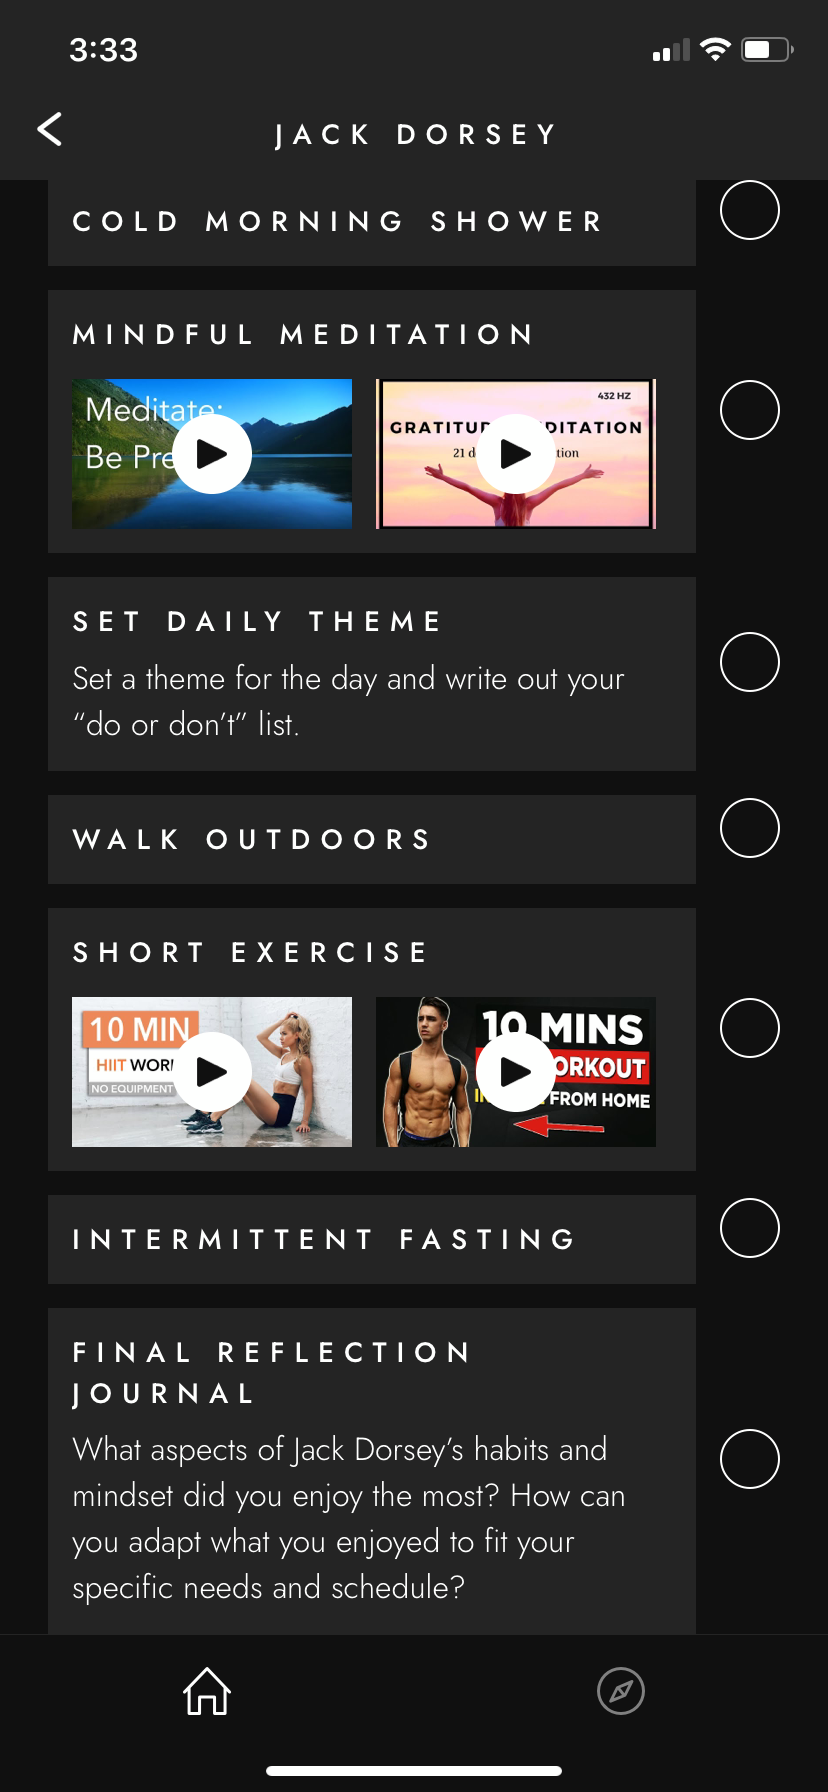 3:33
JACK DORSEY
COLD MORNING SHOWER
MINDFUL MEDITATION
Meditate:
Be Pre
432 HZ
GRATITUD DITATION
21 d tion
SET DAILY THEME
Set a theme for the day and write out your
“do or don’t” list.
WALK OUTDOORS
SHORT EXERCISE
10 MIN
HIIT WOR
NO EQUIPMENT
10 MINS
ORKOUT
FROM HOME
INTERMITTENT FASTING
FINAL REFLECTION
JOURNAL
What aspects of Jack Dorsey’s habits and
mindset did you enjoy the most? How can
you adapt what you enjoyed to fit your
specific needs and schedule?